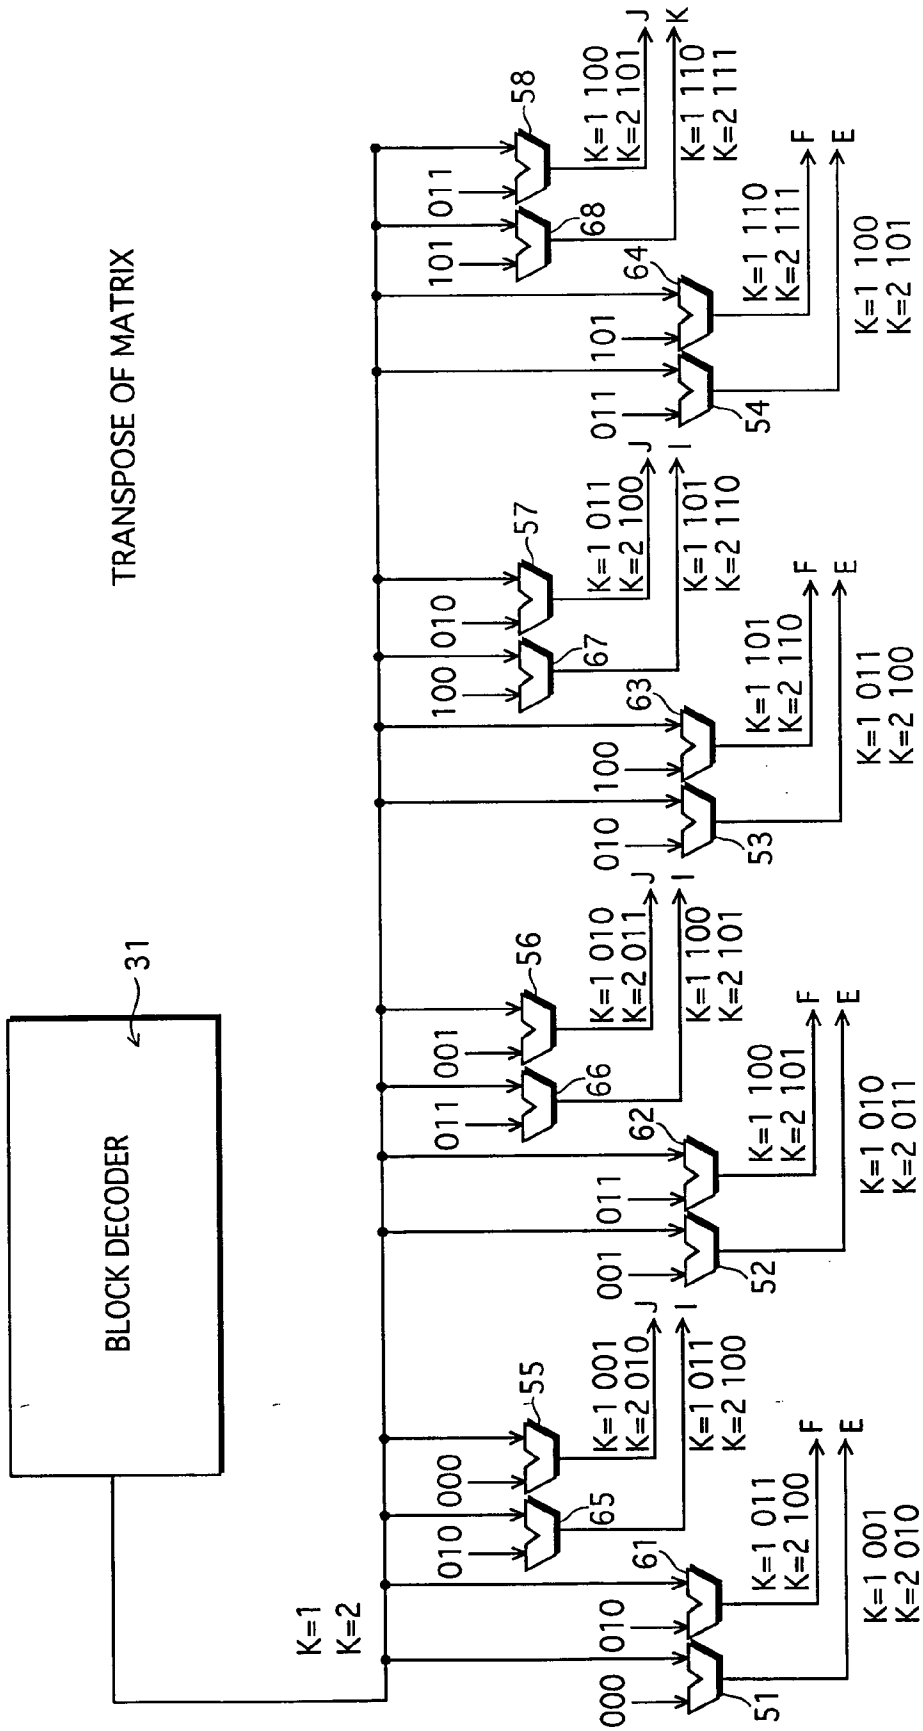 TRANSPOSE OF MATRIX
BLOCK DECODER
31
K=1
K=2
000
51
K=1 001
K=2 010
E
010
61
K=1 011
K=2 100
F
010
65
K=1 011
K=2 100
I
000
55
K=1 001
K=2 010
J
001
52
K=1 010
K=2 011
E
011
62
K=1 100
K=2 101
F
011
66
K=1 100
K=2 101
I
001
56
K=1 010
K=2 011
J
010
53
K=1 011
K=2 100
E
100
63
K=1 101
K=2 110
F
100
67
K=1 101
K=2 110
I
010
57
K=1 011
K=2 100
J
011
54
K=1 100
K=2 101
E
101
64
K=1 110
K=2 111
F
101
68
K=1 110
K=2 111
K
011
58
K=1 100
K=2 101
J